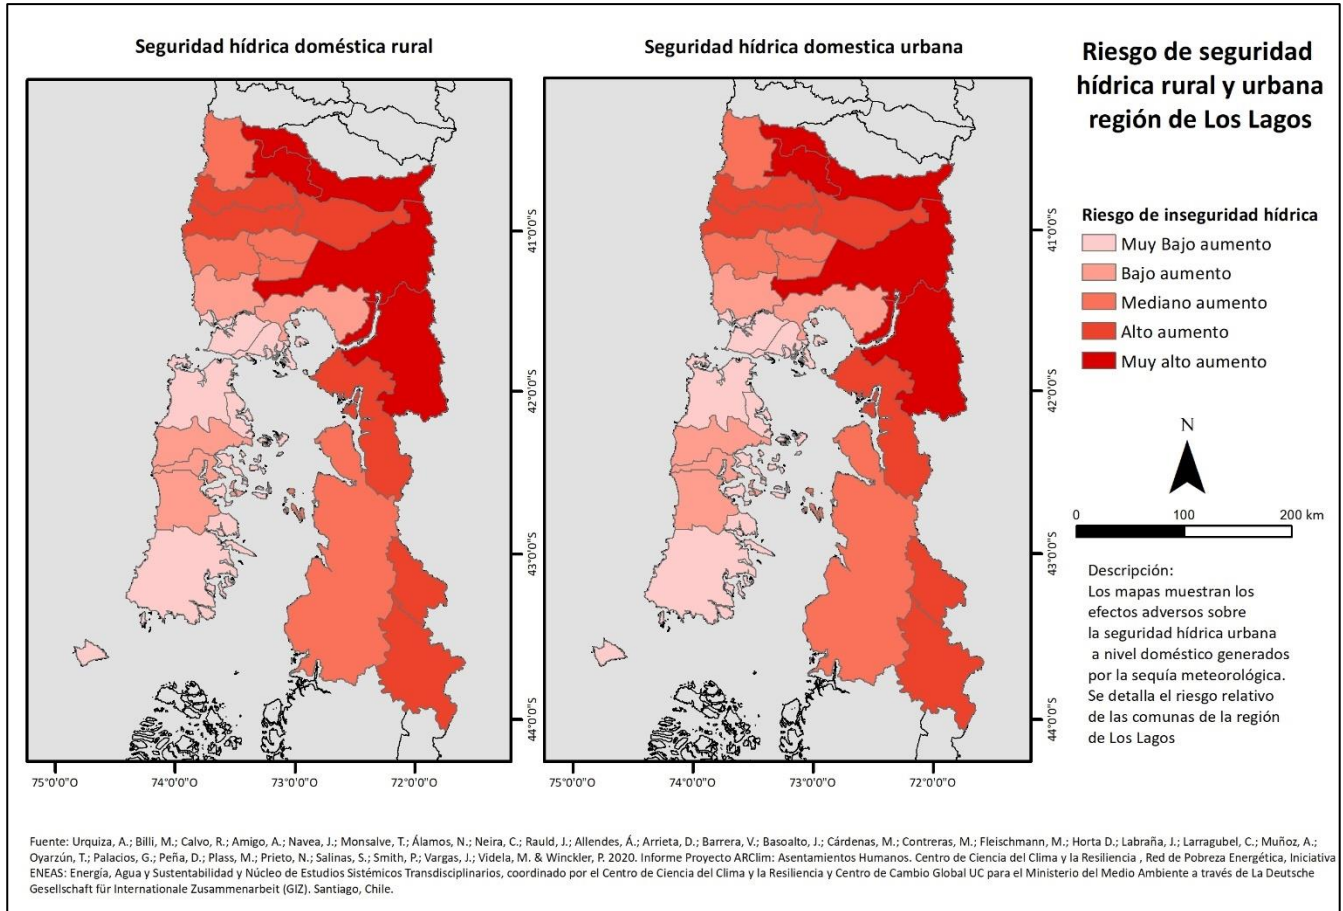 Seguridad hídrica doméstica rural
Seguridad hídrica domestica urbana
Riesgo de seguridad
hídrica rural y urbana
región de Los Lagos
Riesgo de inseguridad hídrica
Muy Bajo aumento
Bajo aumento
Mediano aumento
Alto aumento
Muy alto aumento
41°0'0"S
42°0'0"S
43°0'0"S
44°0'0"S
41°0'0"S
42°0'0"S
43°0'0"S
44°0'0"S
N
0 100 200 km
Descripción:
Los mapas muestran los
efectos adversos sobre
la seguridad hídrica urbana
a nivel doméstico generados
por la sequía meteorológica.
Se detalla el riesgo relativo
de las comunas de la región
de Los Lagos
75°0'0"O 74°0'0"O 73°0'0"O 72°0'0"O
75°0'0"O 74°0'0"O 73°0'0"O 72°0'0"O
Fuente: Urquiza, A.; Billi, M.; Calvo, R.; Amigo, A.; Navea, J.; Monsalve, T.; Álamos, N.; Neira, C.; Rauld, J.; Allendes, Á.; Arrieta, D.; Barrera, V.; Basoalto, J.; Cárdenas, M.; Contreras, M.; Fleischmann, M.; Horta D.; Labraña, J.; Larragubel, C.; Muñoz, A.;
Oyarzún, T.; Palacios, G.; Peña, D.; Plass, M.; Prieto, N.; Salinas, S.; Smith, P.; Vargas, J.; Videla, M. & Winckler, P. 2020. Informe Proyecto ARClim: Asentamientos Humanos. Centro de Ciencia del Clima y la Resiliencia , Red de Pobreza Energética, Iniciativa
ENEAS: Energía, Agua y Sustentabilidad y Núcleo de Estudios Sistémicos Transdisciplinarios, coordinado por el Centro de Ciencia del Clima y la Resiliencia y Centro de Cambio Global UC para el Ministerio del Medio Ambiente a través de La Deutsche
Gesellschaft für Internationale Zusammenarbeit (GIZ). Santiago, Chile.